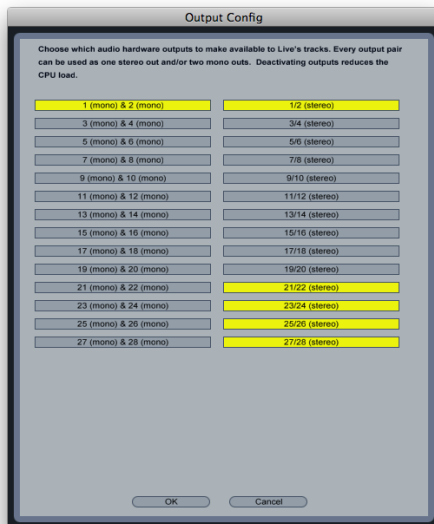 Output Config
Choose which audio hardware outputs to make available to Live's tracks. Every output pair
can be used as one stereo out and/or two mono outs. Deactivating outputs reduces the
CPU load.
1 (mono) & 2 (mono) 1/2 (stereo)
3 (mono) & 4 (mono) 3/4 (stereo)
5 (mono) & 6 (mono) 5/6 (stereo)
7 (mono) & 8 (mono) 7/8 (stereo)
9 (mono) & 10 (mono) 9/10 (stereo)
11 (mono) & 12 (mono) 11/12 (stereo)
13 (mono) & 14 (mono) 13/14 (stereo)
15 (mono) & 16 (mono) 15/16 (stereo)
17 (mono) & 18 (mono) 17/18 (stereo)
19 (mono) & 20 (mono) 19/20 (stereo)
21 (mono) & 22 (mono) 21/22 (stereo)
23 (mono) & 24 (mono) 23/24 (stereo)
25 (mono) & 26 (mono) 25/26 (stereo)
27 (mono) & 28 (mono) 27/28 (stereo)
OK Cancel